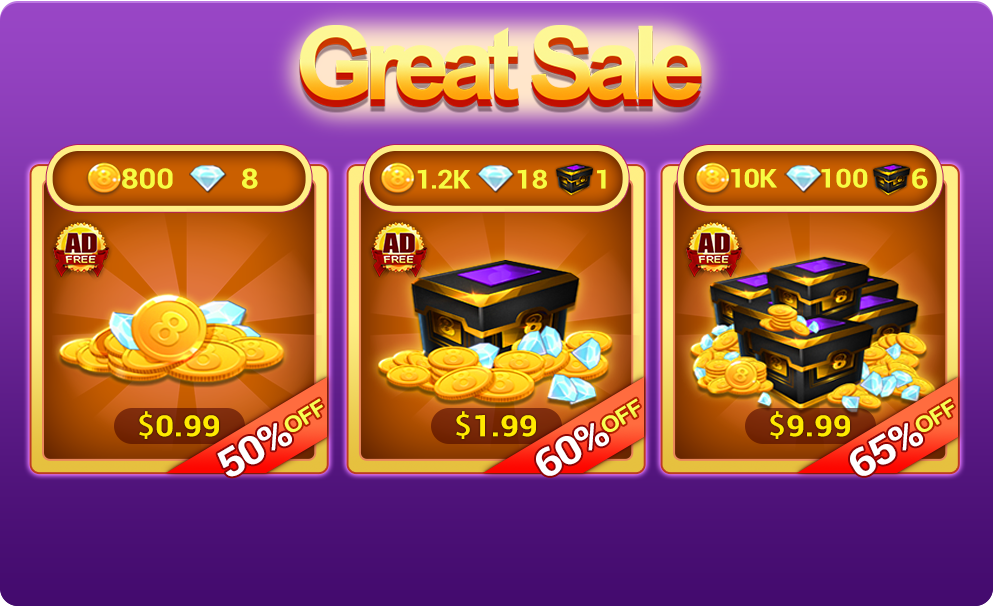 Great Sale
800 8
1.2K 18 1
10K 100 6
AD
FREE
AD
FREE
AD
FREE
8
$0.99
50%OFF
$1.99
60%OFF
$9.99
65%OFF